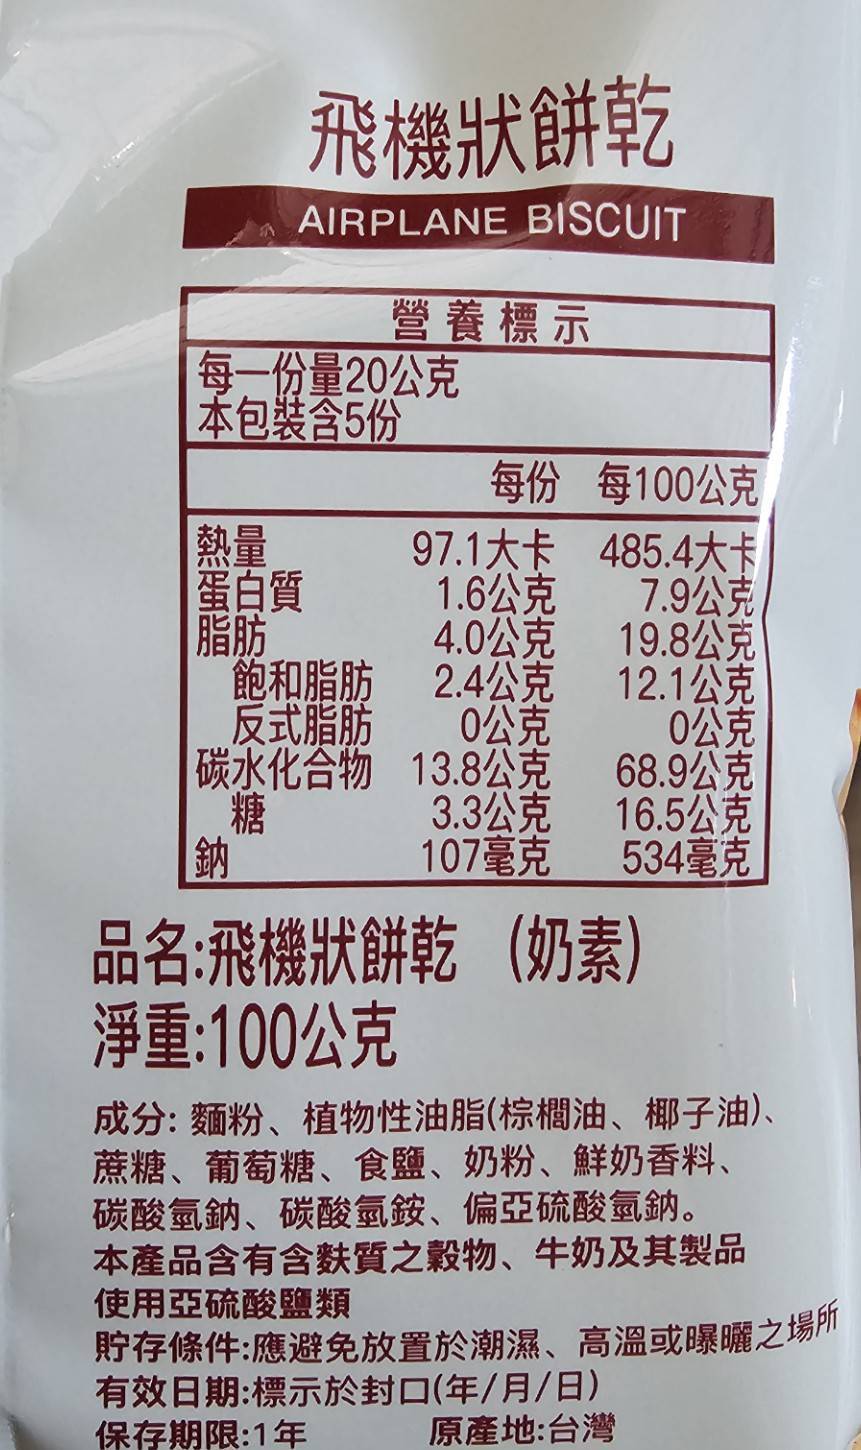 飛機狀餅乾
AIRPLANE BISCUIT
營養標示
每一份量20公克
本包裝含5份
每份 每100公克
熱量 97.1大卡 485.4大卡
蛋白質 1.6公克 7.9公克
脂肪 4.0公克 19.8公克
飽和脂肪 2.4公克 12.1公克
反式脂肪 0公克 0公克
碳水化合物 13.8公克 68.9公克
糖 3.3公克 16.5公克
鈉 107毫克 534毫克
品名:飛機狀餅乾 (奶素)
淨重:100公克
成分: 麵粉、植物性油脂(棕櫚油、椰子油)、
蔗糖、葡萄糖、食鹽、奶粉、鮮奶香料、
碳酸氫鈉、碳酸氫銨、偏亞硫酸氫鈉。
本產品含有含麩質之穀物、牛奶及其製品
使用亞硫酸鹽類
貯存條件:應避免放置於潮濕、高溫或曝曬之場所
有效日期:標示於封口(年/月/日)
保存期限:1年 原產地:台灣